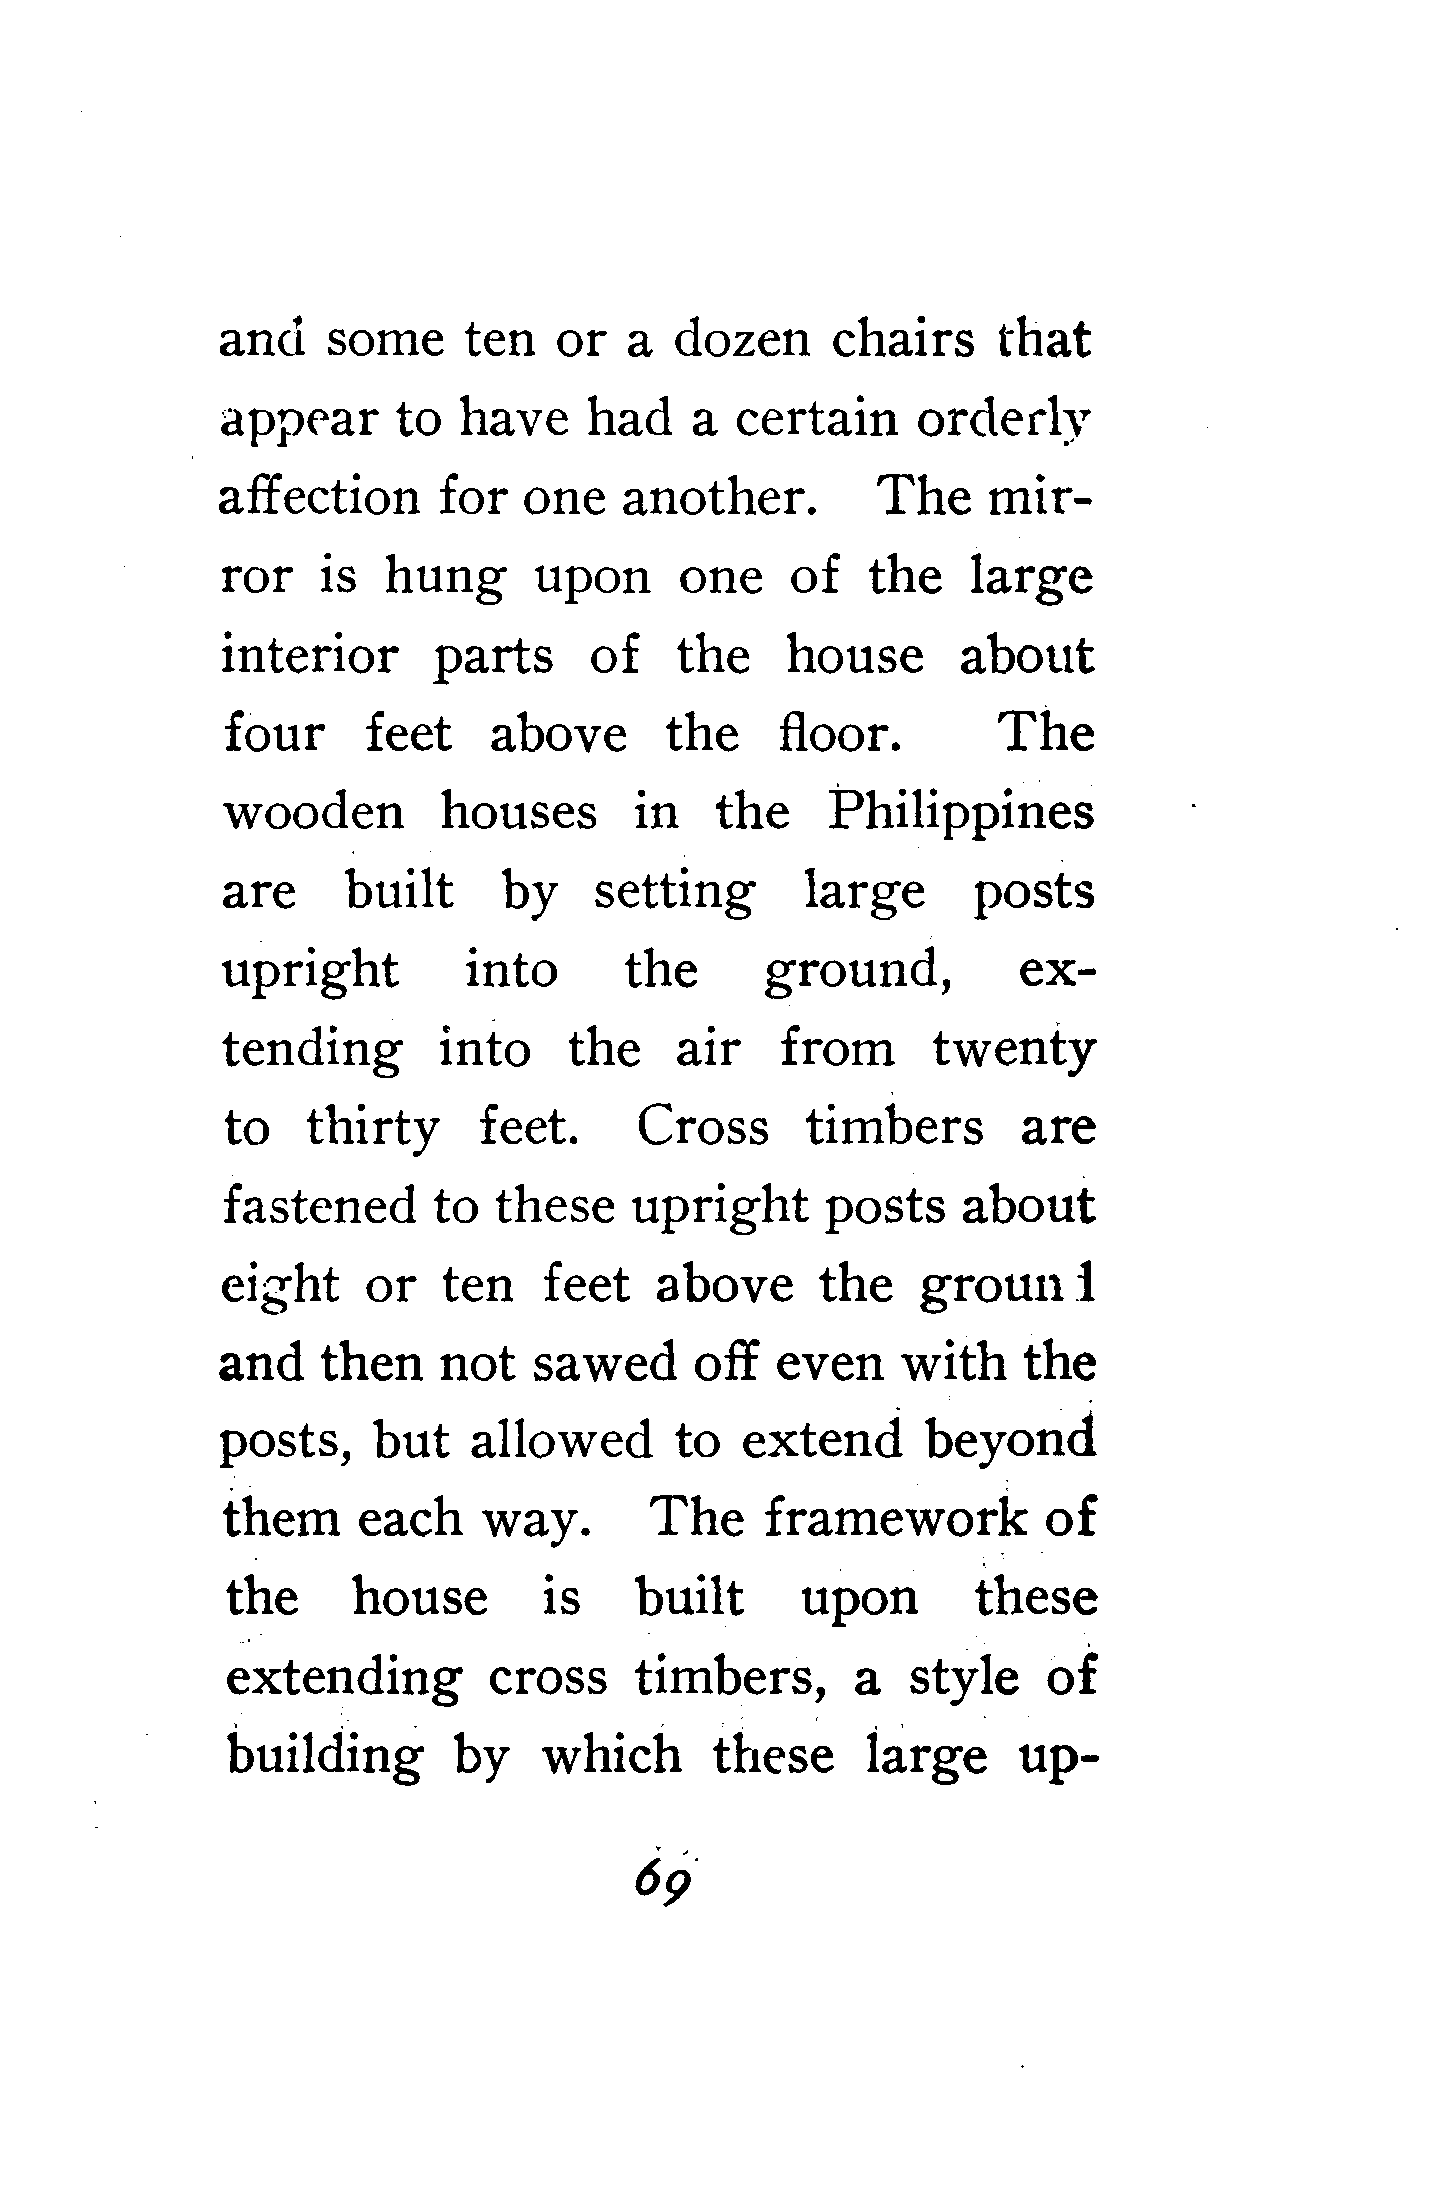 and some ten or a dozen chairs that
appear to have had a certain orderly
affection for one another. The mir-
ror is hung upon one of the large
interior parts of the house about
four feet above the floor. The
wooden houses in the Philippines
are built by setting large posts
upright into the ground, ex-
tending into the air from twenty
to thirty feet. Cross timbers are
fastened to these upright posts about
eight or ten feet above the ground
and then not sawed off even with the
posts, but allowed to extend beyond
them each way. The framework of
the house is built upon these
extending cross timbers, a style of
building by which these large up-
69